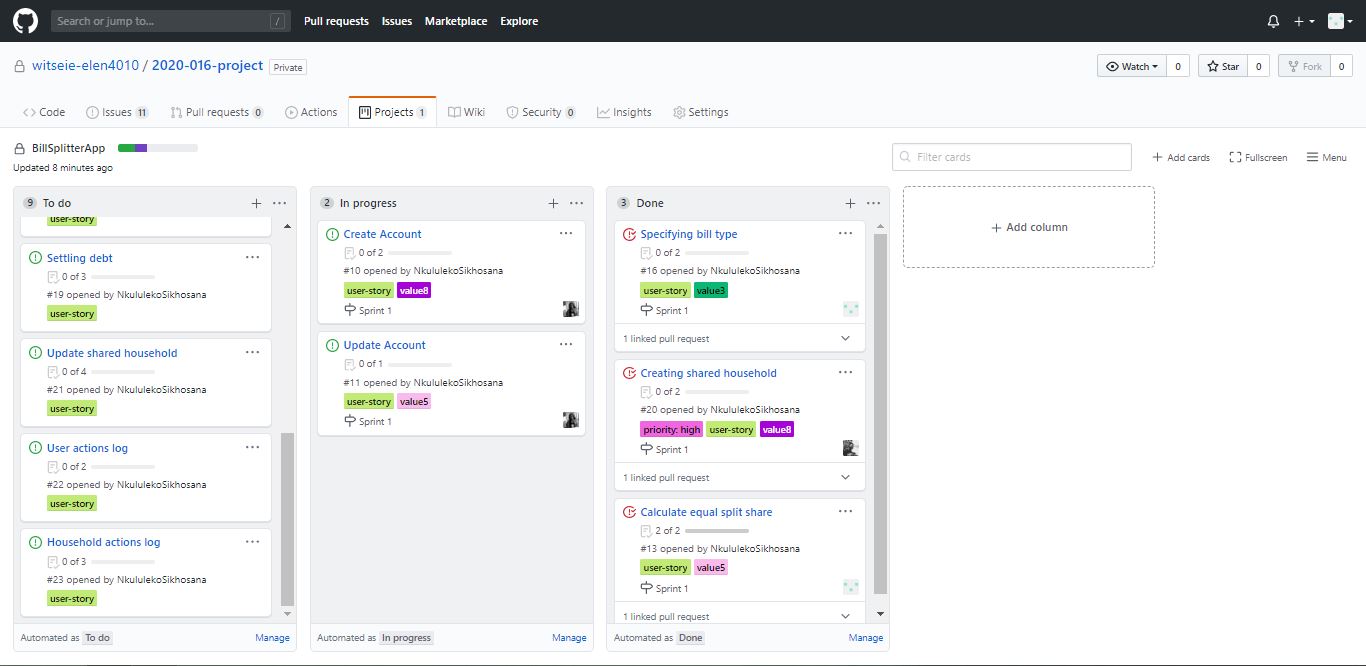 Search or jump to... /
Pull requests Issues Marketplace Explore
witseie-elen4010 / 2020-016-project Private
Watch 0 Star 0 Fork 0
Code Issues 11 Pull requests 0 Actions Projects 1 Wiki Security 0 Insights Settings
BillSplitterApp
Updated 8 minutes ago
Filter cards
Add cards Fullscreen Menu
9 To do
user-story
Settling debt
0 of 3
#19 opened by NkululekoSikhosana
user-story
Update shared household
0 of 4
#21 opened by NkululekoSikhosana
user-story
User actions log
0 of 2
#22 opened by NkululekoSikhosana
user-story
Household actions log
0 of 3
#23 opened by NkululekoSikhosana
user-story
Automated as To do Manage
2 In progress
Create Account
0 of 2
#10 opened by NkululekoSikhosana
user-story value8
Sprint 1
Update Account
0 of 1
#11 opened by NkululekoSikhosana
user-story value5
Sprint 1
Automated as In progress Manage
3 Done
Specifying bill type
0 of 2
#16 opened by NkululekoSikhosana
user-story value3
Sprint 1
1 linked pull request
Creating shared household
0 of 2
#20 opened by NkululekoSikhosana
priority: high user-story value8
Sprint 1
1 linked pull request
Calculate equal split share
2 of 2
#13 opened by NkululekoSikhosana
user-story value5
Sprint 1
1 linked pull request
Automated as Done Manage
Add column